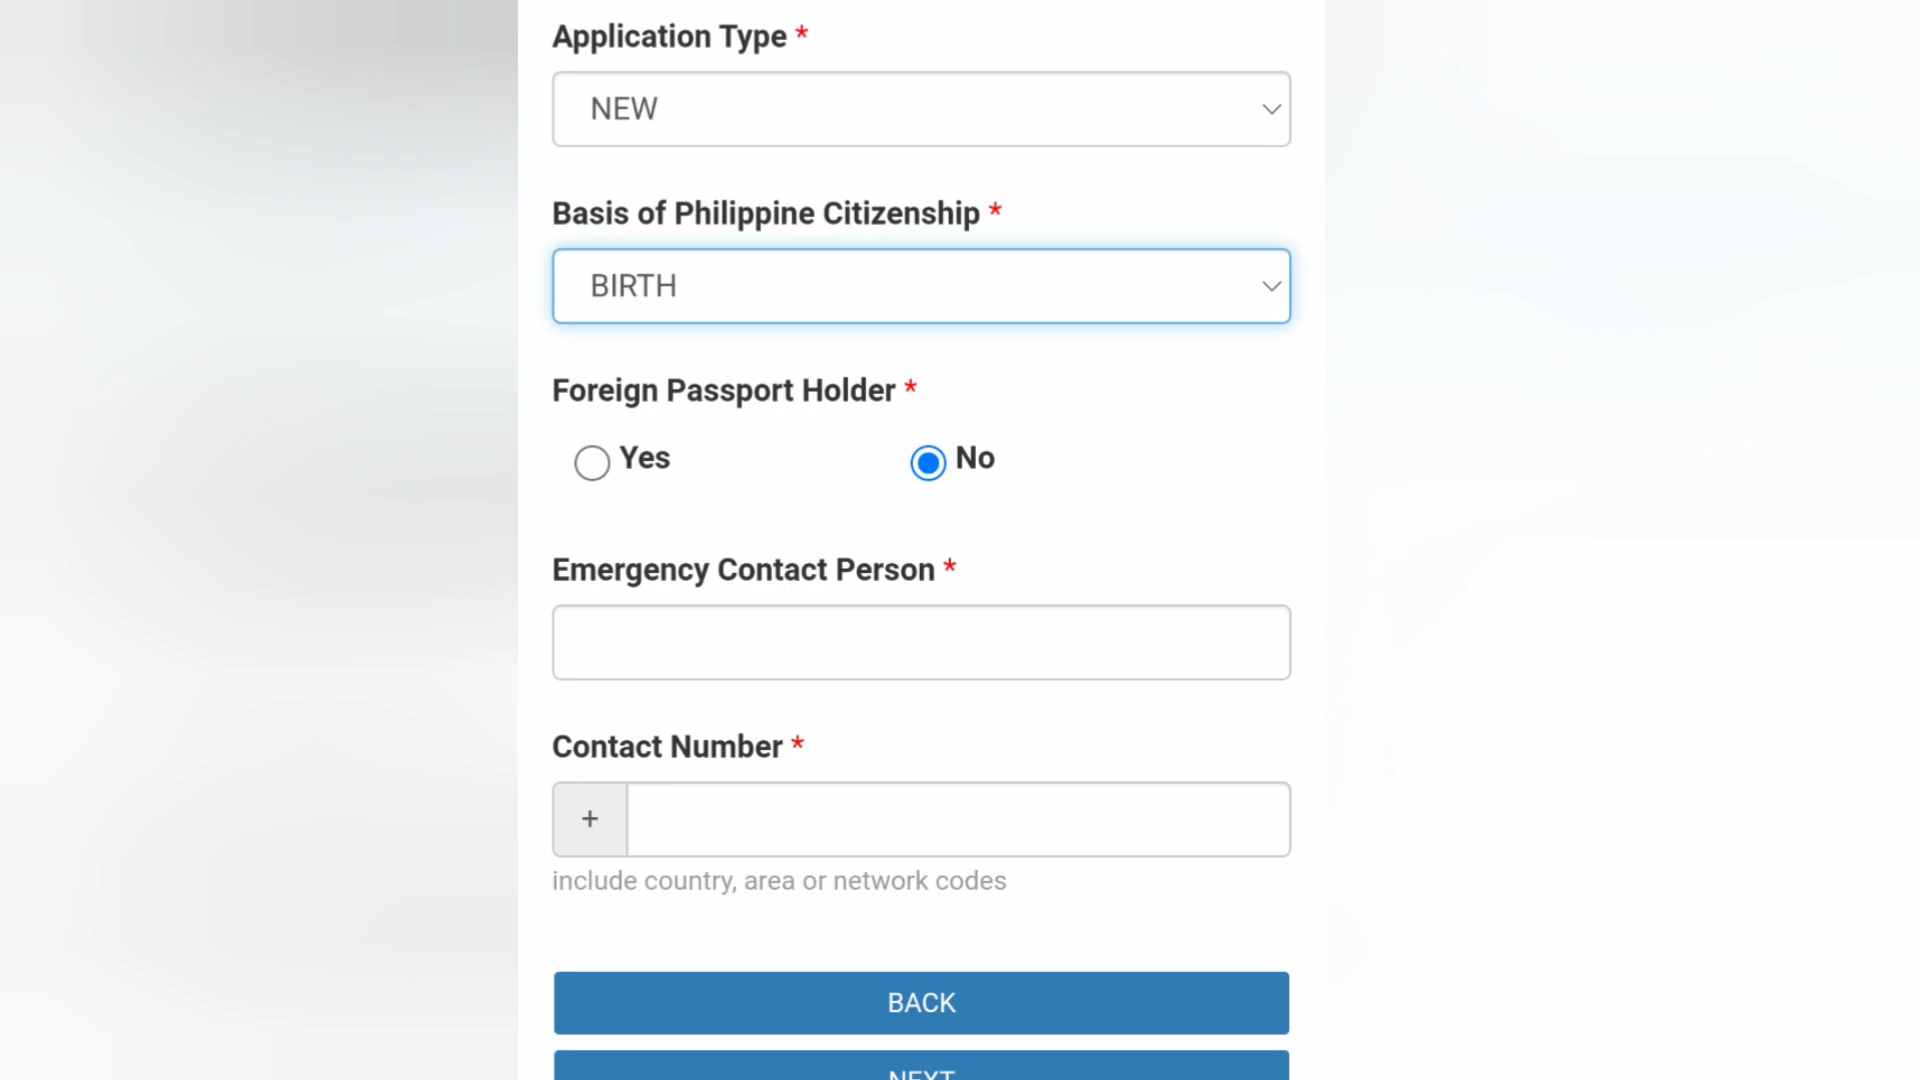 Application Type *
NEW
Basis of Philippine Citizenship *
BIRTH
Foreign Passport Holder *
Yes No
Emergency Contact Person *
Contact Number *
+
include country, area or network codes
BACK
NEXT